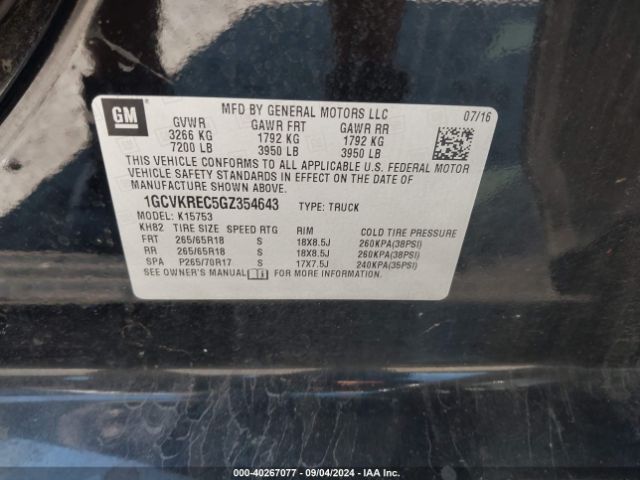 GM
MFD BY GENERAL MOTORS LLC 07/16
GVWR GAWR FRT GAWR RR
3266 KG 1792 KG 1792 KG
7200 LB 3950 LB 3950 LB
THIS VEHICLE CONFORMS TO ALL APPLICABLE U.S. FEDERAL MOTOR
VEHICLE SAFETY STANDARDS IN EFFECT ON THE DATE OF
MANUFACTURE SHOWN ABOVE.
1GCVKREC5GZ354643 TYPE: TRUCK
MODEL: K15753
KH82 TIRE SIZE SPEED RTG RIM COLD TIRE PRESSURE
FRT 265/65R18 S 18X8.5J 260KPA(38PSI)
RR 265/65R18 S 18X8.5J 260KPA(38PSI)
SPA P265/70R17 S 17X7.5J 240KPA(35PSI)
SEE OWNER'S MANUAL FOR MORE INFORMATION.
000-40267077 - 09/04/2024 - IAA Inc.